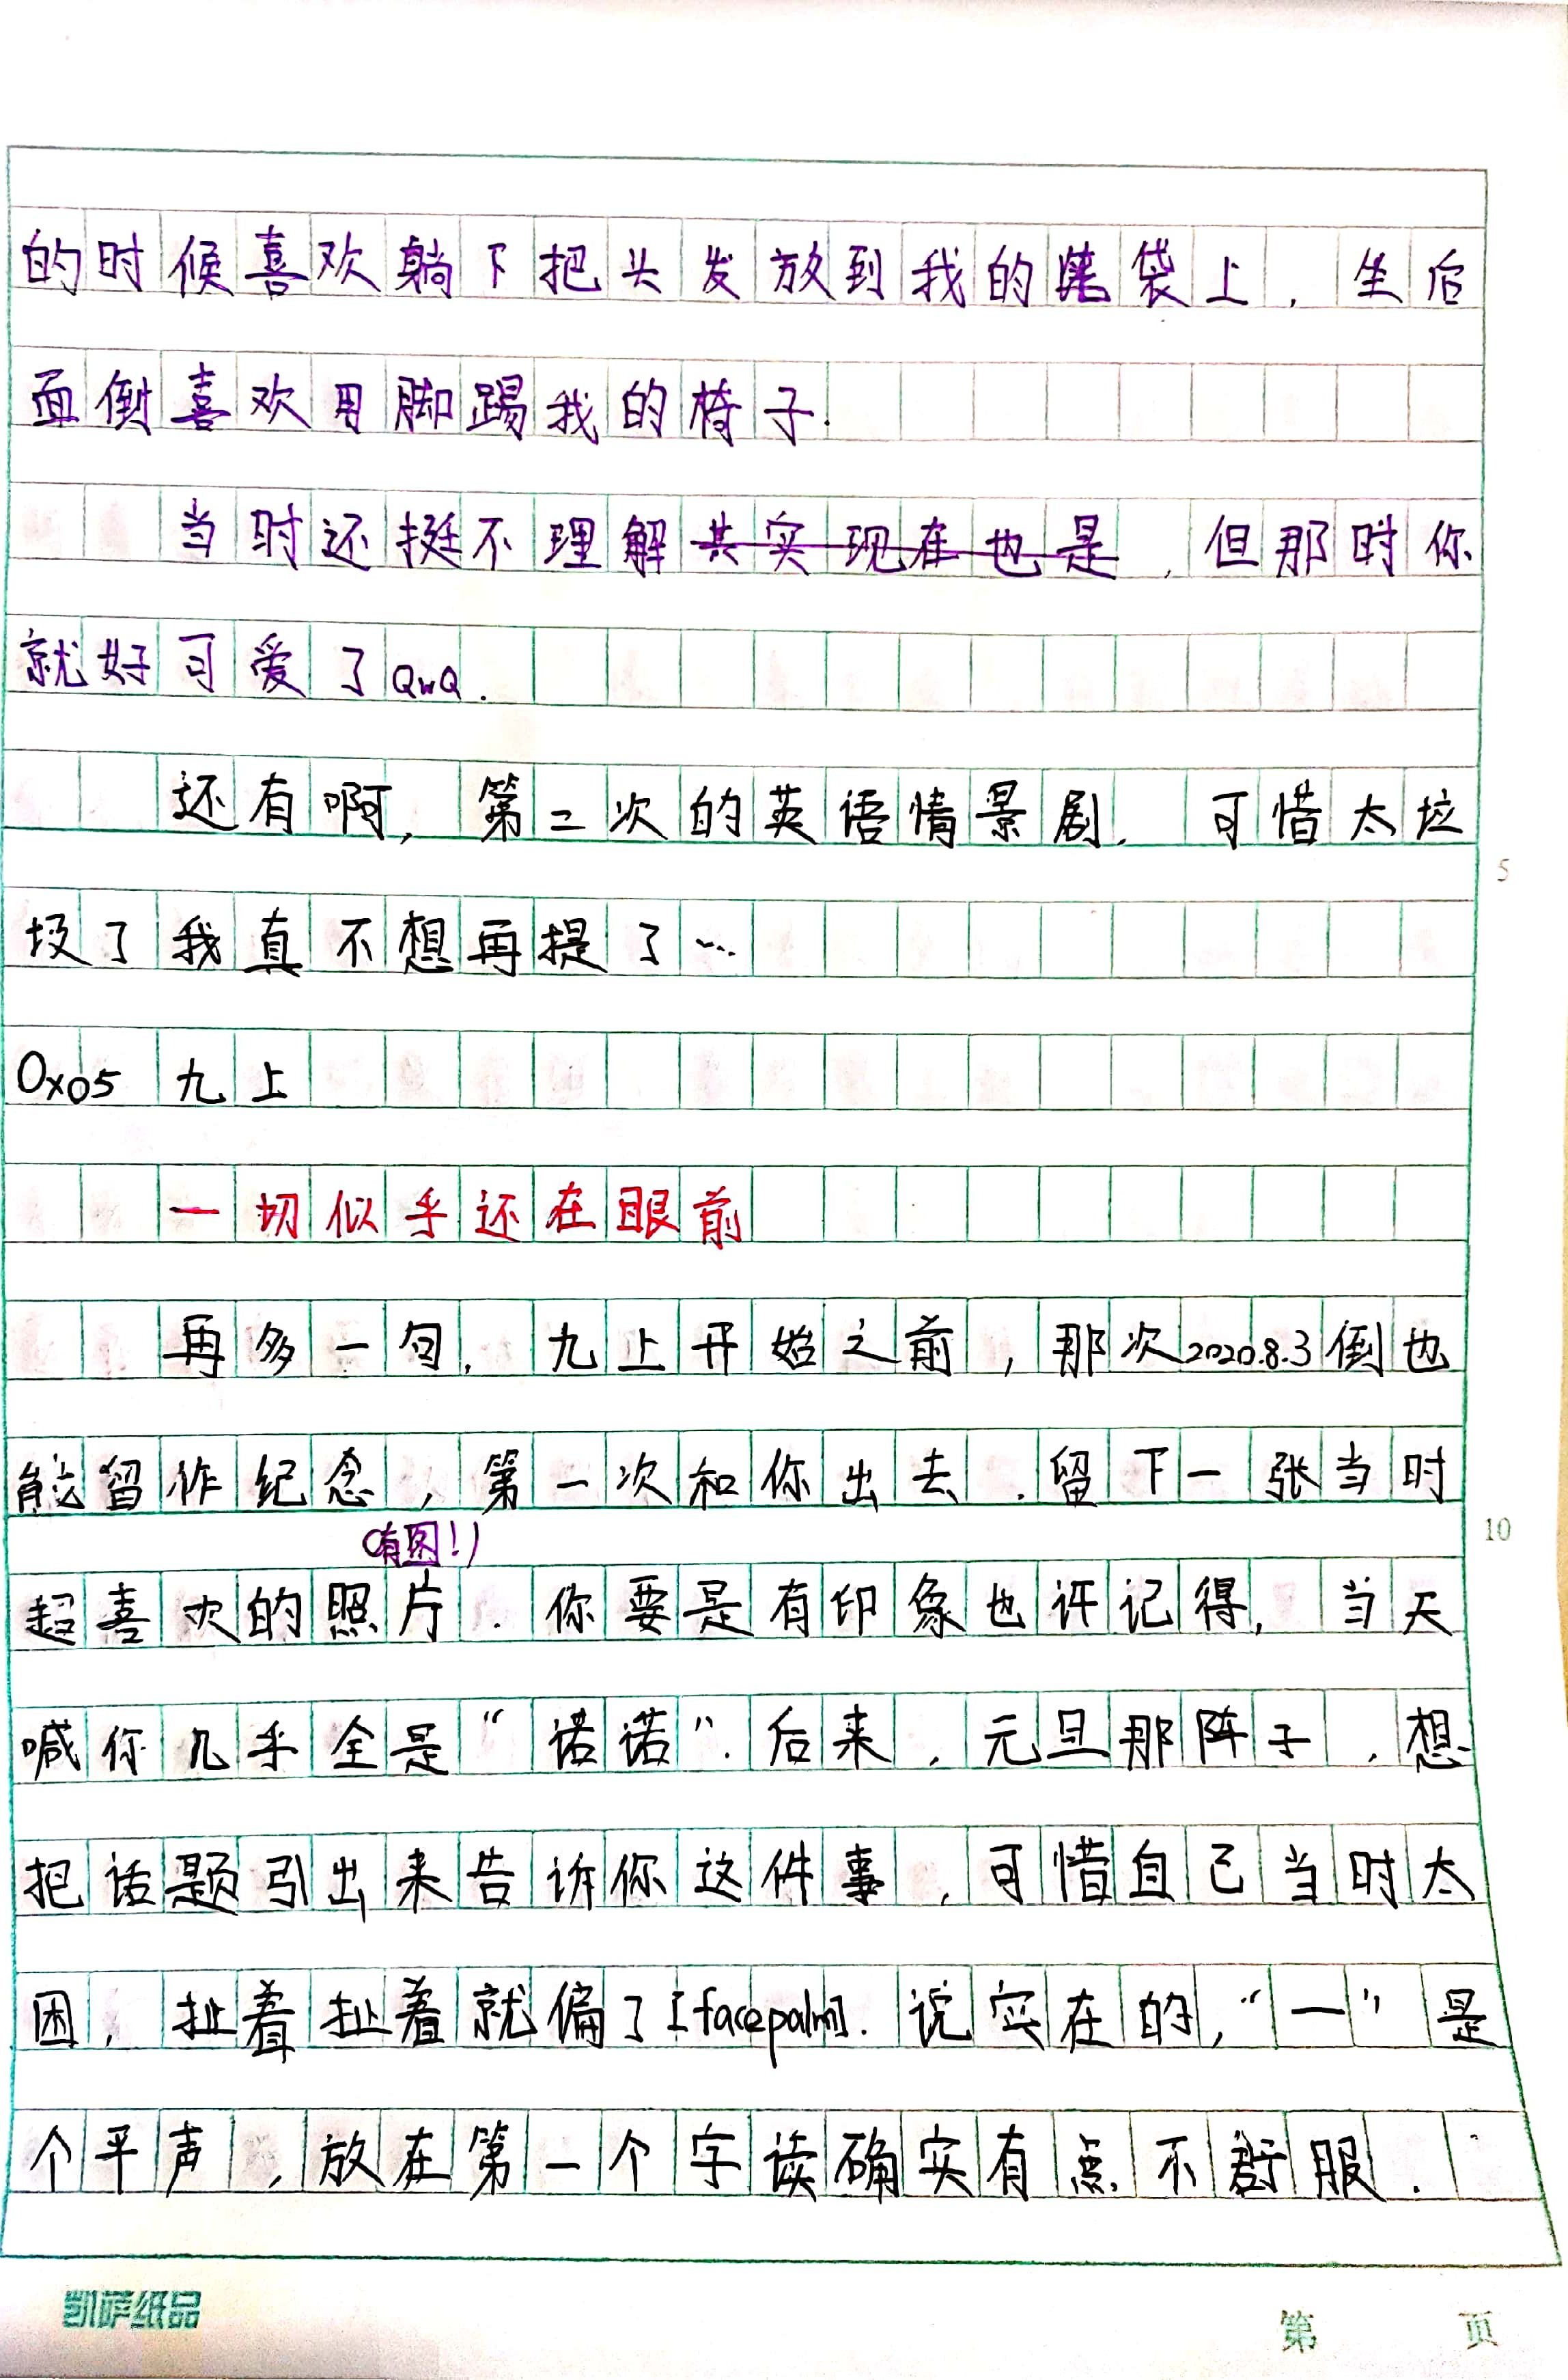 的时候喜欢躺下把头发放到我的笔袋上，坐后
面倒喜欢用脚踢我的椅子.
当时还挺不理解其实现在也是，但那时你
就好可爱了QwQ.
还有啊，第二次的英语情景剧，可惜太垃
圾了我真不想再提了…
5
0x05 九上
一切似乎还在眼前
再多一句，九上开始之前，那次2020.8.3倒也
能留作纪念，第一次和你出去.留下一张当时
10
(有图!)
超喜欢的照片.你要是有印象也许记得，当天
喊你几乎全是“诺诺”.后来，元旦那阵子，想
把话题引出来告诉你这件事，可惜自己当时太
困，扯着扯着就偏了[facepalm].说实在的，“一”是
个平声，放在第一个字读确实有点不舒服.
凯萨纸品
第 页